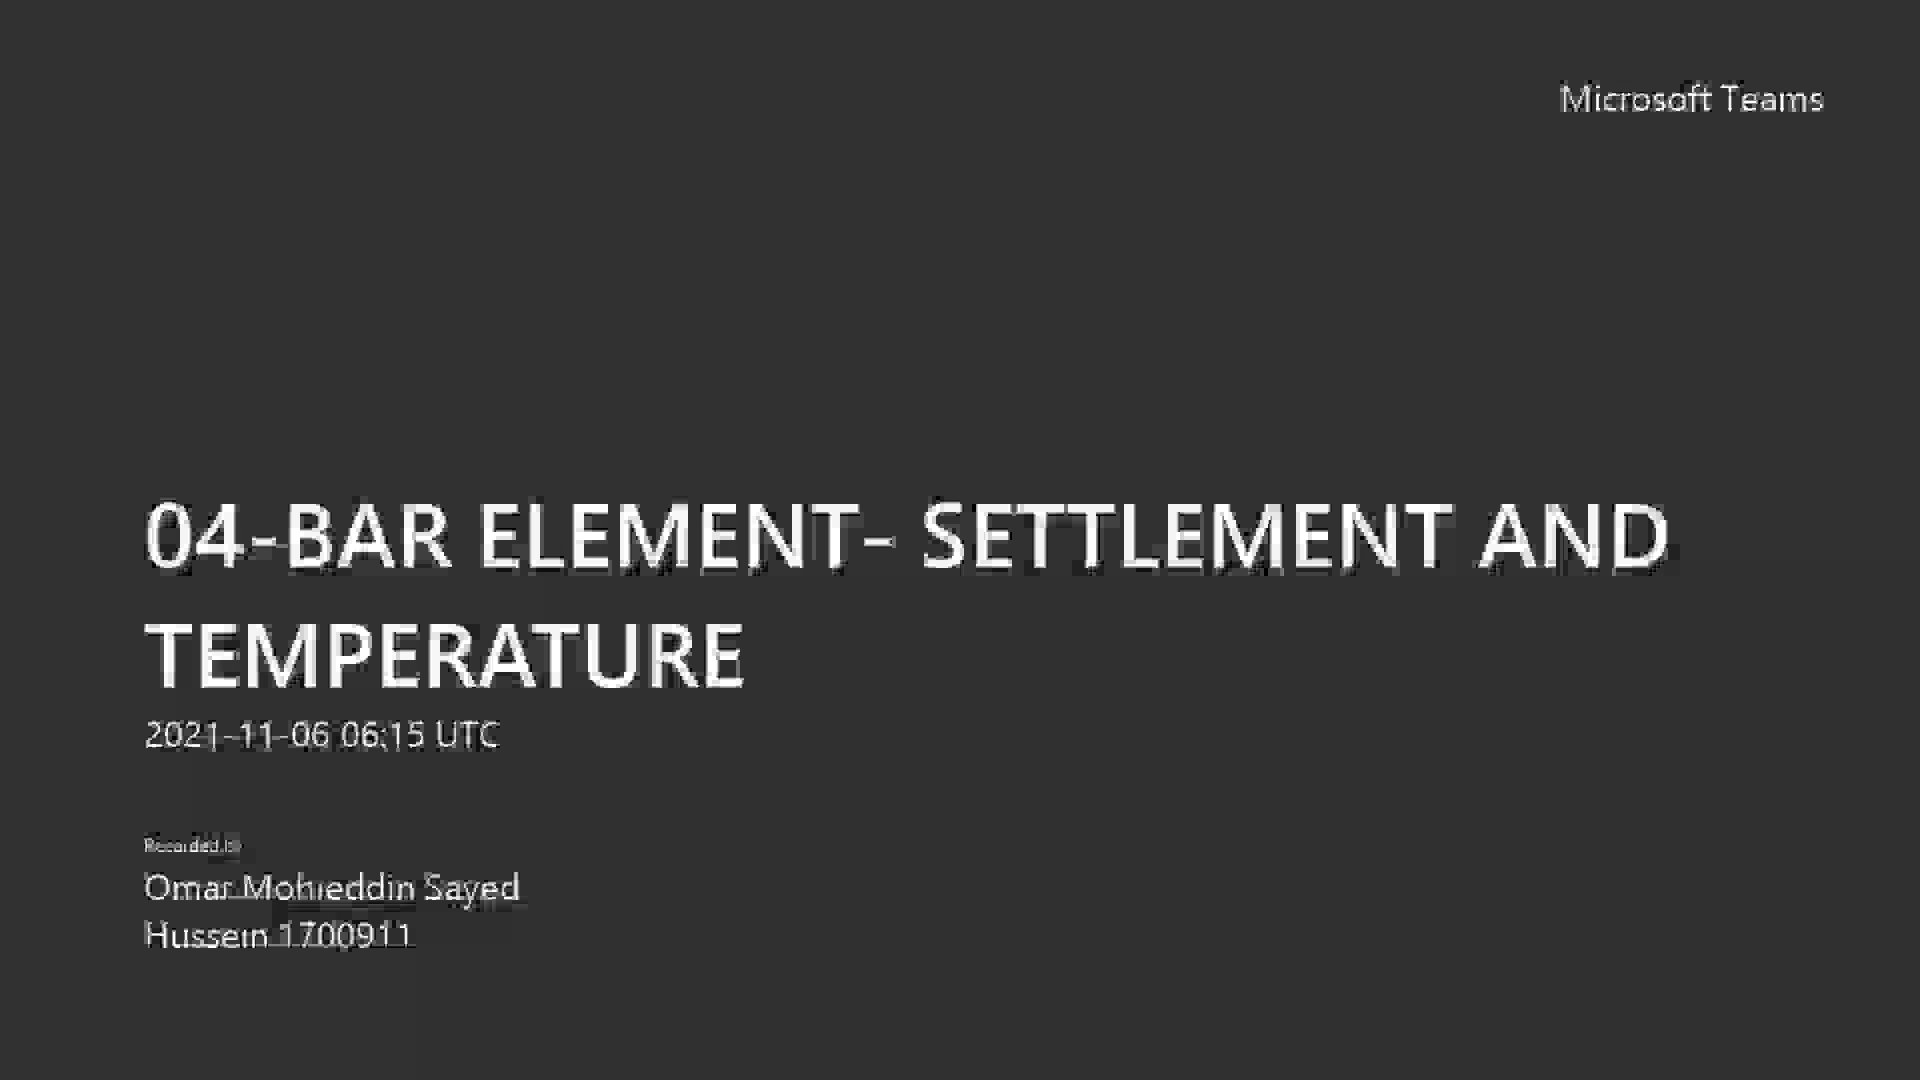 Microsoft Teams
04-BAR ELEMENT- SETTLEMENT AND
TEMPERATURE
2021-11-06 06:15 UTC
Recorded by
Omar Mohieddin Sayed
Hussein 1700911